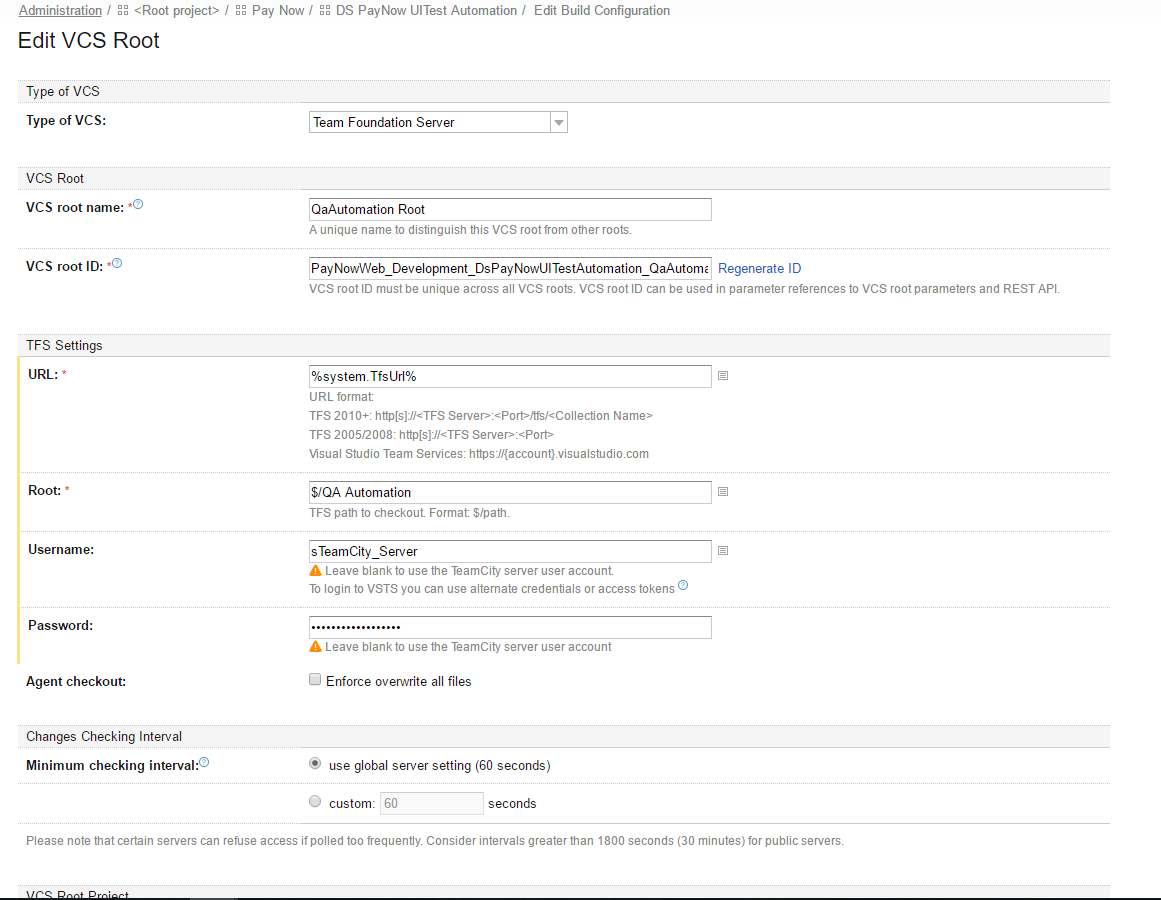 Administration / <Root project> / Pay Now / DS PayNow UITest Automation / Edit Build Configuration
Edit VCS Root
Type of VCS
Type of VCS: Team Foundation Server
VCS Root
VCS root name: * QaAutomation Root
A unique name to distinguish this VCS root from other roots.
VCS root ID: * PayNowWeb_Development_DsPayNowUITestAutomation_QaAutoma Regenerate ID
VCS root ID must be unique across all VCS roots. VCS root ID can be used in parameter references to VCS root parameters and REST API.
TFS Settings
URL: * %system.TfsUrl%
URL format:
TFS 2010+: http[s]://<TFS Server>:<Port>/tfs/<Collection Name>
TFS 2005/2008: http[s]://<TFS Server>:<Port>
Visual Studio Team Services: https://{account}.visualstudio.com
Root: * $/QA Automation
TFS path to checkout. Format: $/path.
Username: sTeamCity_Server
Leave blank to use the TeamCity server user account.
To login to VSTS you can use alternate credentials or access tokens
Password: ••••••••••••••••••
Leave blank to use the TeamCity server user account
Agent checkout: Enforce overwrite all files
Changes Checking Interval
Minimum checking interval: use global server setting (60 seconds)
custom: 60 seconds
Please note that certain servers can refuse access if polled too frequently. Consider intervals greater than 1800 seconds (30 minutes) for public servers.
VCS Root Project